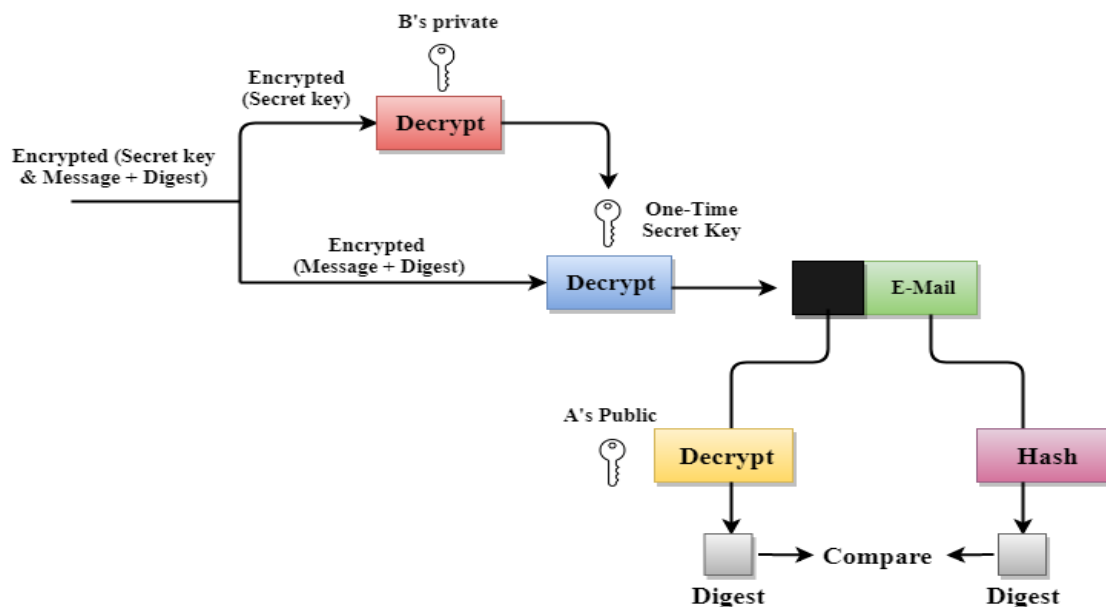 B's private
Encrypted
(Secret key)
Decrypt
Encrypted (Secret key
& Message + Digest)
One-Time
Secret Key
Encrypted
(Message + Digest)
Decrypt
E-Mail
A's Public
Decrypt
Hash
Compare
Digest
Digest